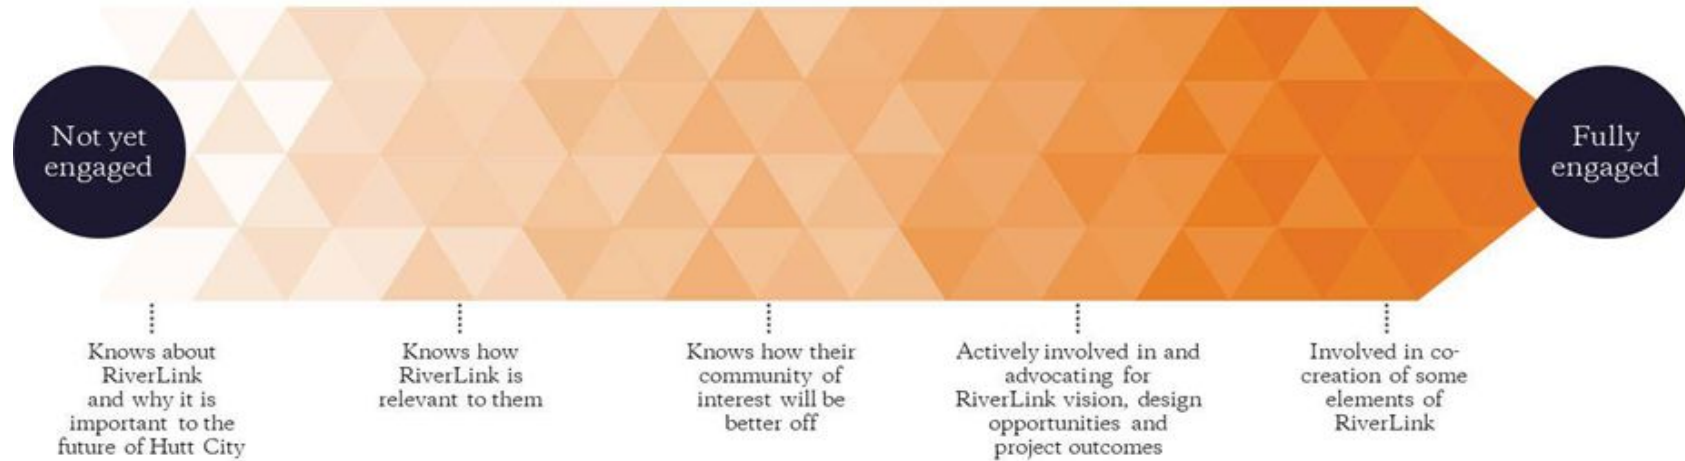 Not yet
engaged
Fully
engaged
Knows about
RiverLink
and why it is
important to the
future of Hutt City
Knows how
RiverLink is
relevant to them
Knows how their
community of
interest will be
better off
Actively involved in and
advocating for
RiverLink vision, design
opportunities and
project outcomes
Involved in co-
creation of some
elements of
RiverLink